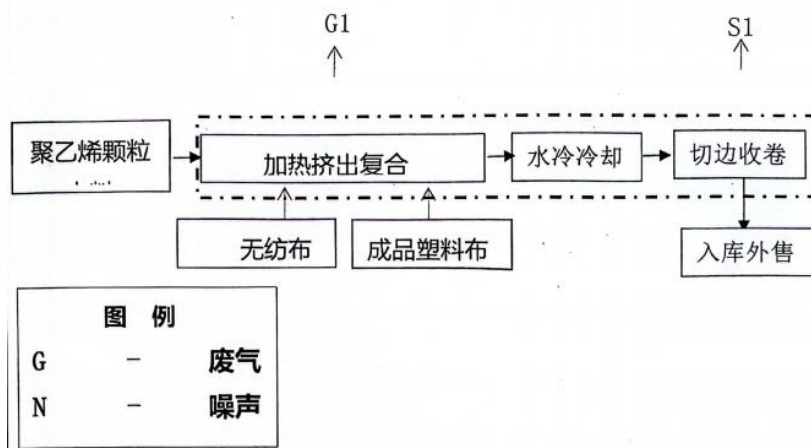 G1
S1
聚乙烯颗粒
加热挤出复合
水冷冷却
切边收卷
无纺布
成品塑料布
入库外售
图 例
G - 废气
N - 噪声